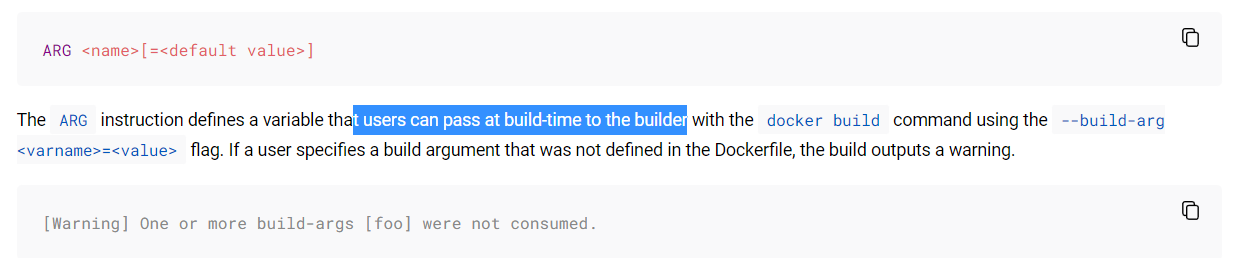 ARG <name>[=<default value>]
The ARG instruction defines a variable that users can pass at build-time to the builder with the docker build command using the --build-arg
<varname>=<value> flag. If a user specifies a build argument that was not defined in the Dockerfile, the build outputs a warning.
[Warning] One or more build-args [foo] were not consumed.